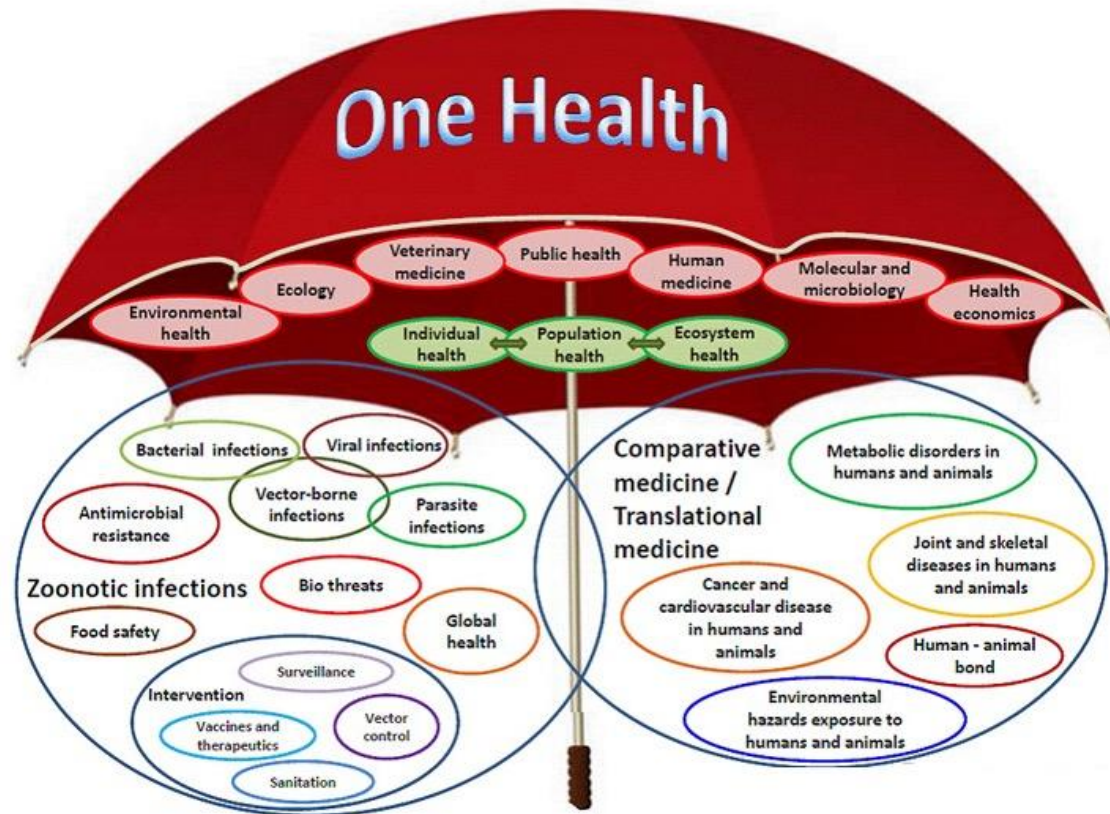 One Health
Environmental
health
Ecology
Veterinary
medicine
Public health
Human
medicine
Molecular and
microbiology
Health
economics
Individual
health
Population
health
Ecosystem
health
Bacterial infections
Viral infections
Vector-borne
infections
Parasite
infections
Antimicrobial
resistance
Zoonotic infections
Bio threats
Food safety
Global
health
Surveillance
Intervention
Vaccines and
therapeutics
Vector
control
Sanitation
Comparative
medicine /
Translational
medicine
Metabolic disorders in
humans and animals
Joint and skeletal
diseases in humans
and animals
Cancer and
cardiovascular disease
in humans and
animals
Human - animal
bond
Environmental
hazards exposure to
humans and animals